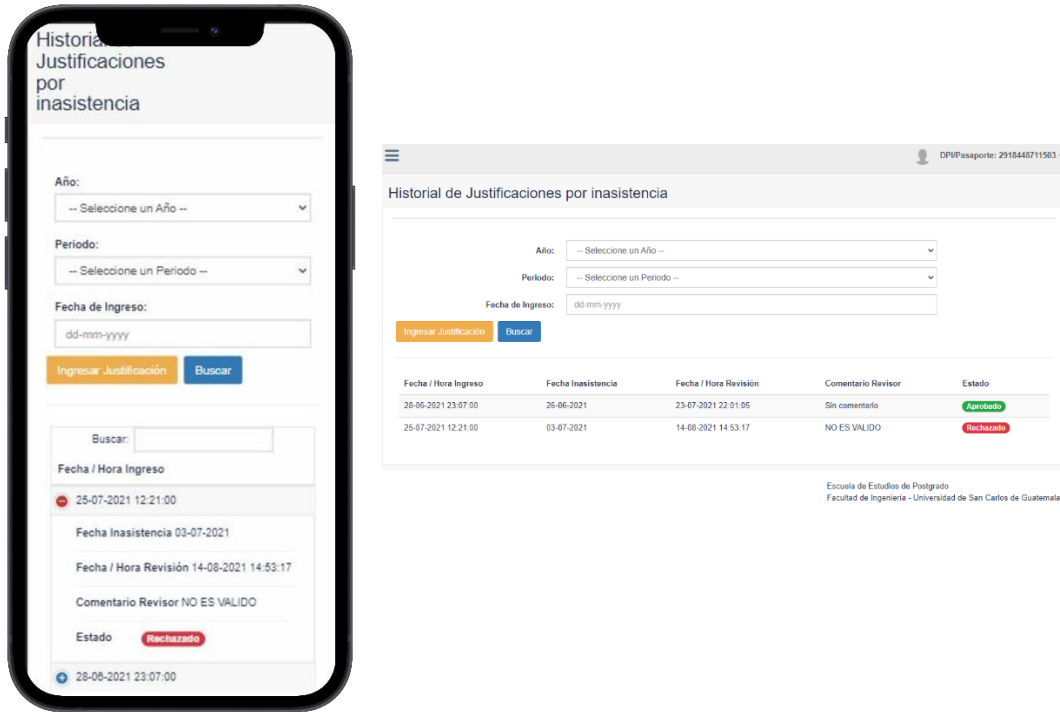 Historial de
Justificaciones
por
inasistencia
Año:
-- Seleccione un Año --
Periodo:
-- Seleccione un Periodo --
Fecha de Ingreso:
dd-mm-yyyy
Ingresar Justificación Buscar
Buscar:
Fecha / Hora Ingreso
25-07-2021 12:21:00
Fecha Inasistencia 03-07-2021
Fecha / Hora Revisión 14-08-2021 14:53:17
Comentario Revisor NO ES VALIDO
Estado Rechazado
28-06-2021 23:07:00
DPI/Pasaporte: 2918448711503
Historial de Justificaciones por inasistencia
Año: -- Seleccione un Año --
Periodo: -- Seleccione un Periodo --
Fecha de Ingreso: dd-mm-yyyy
Ingresar Justificación Buscar
Fecha / Hora Ingreso Fecha Inasistencia Fecha / Hora Revisión Comentario Revisor Estado
28-06-2021 23:07:00 26-06-2021 23-07-2021 22:01:05 Sin comentario Aprobado
25-07-2021 12:21:00 03-07-2021 14-08-2021 14:53:17 NO ES VALIDO Rechazado
Escuela de Estudios de Postgrado
Facultad de Ingeniería - Universidad de San Carlos de Guatemala